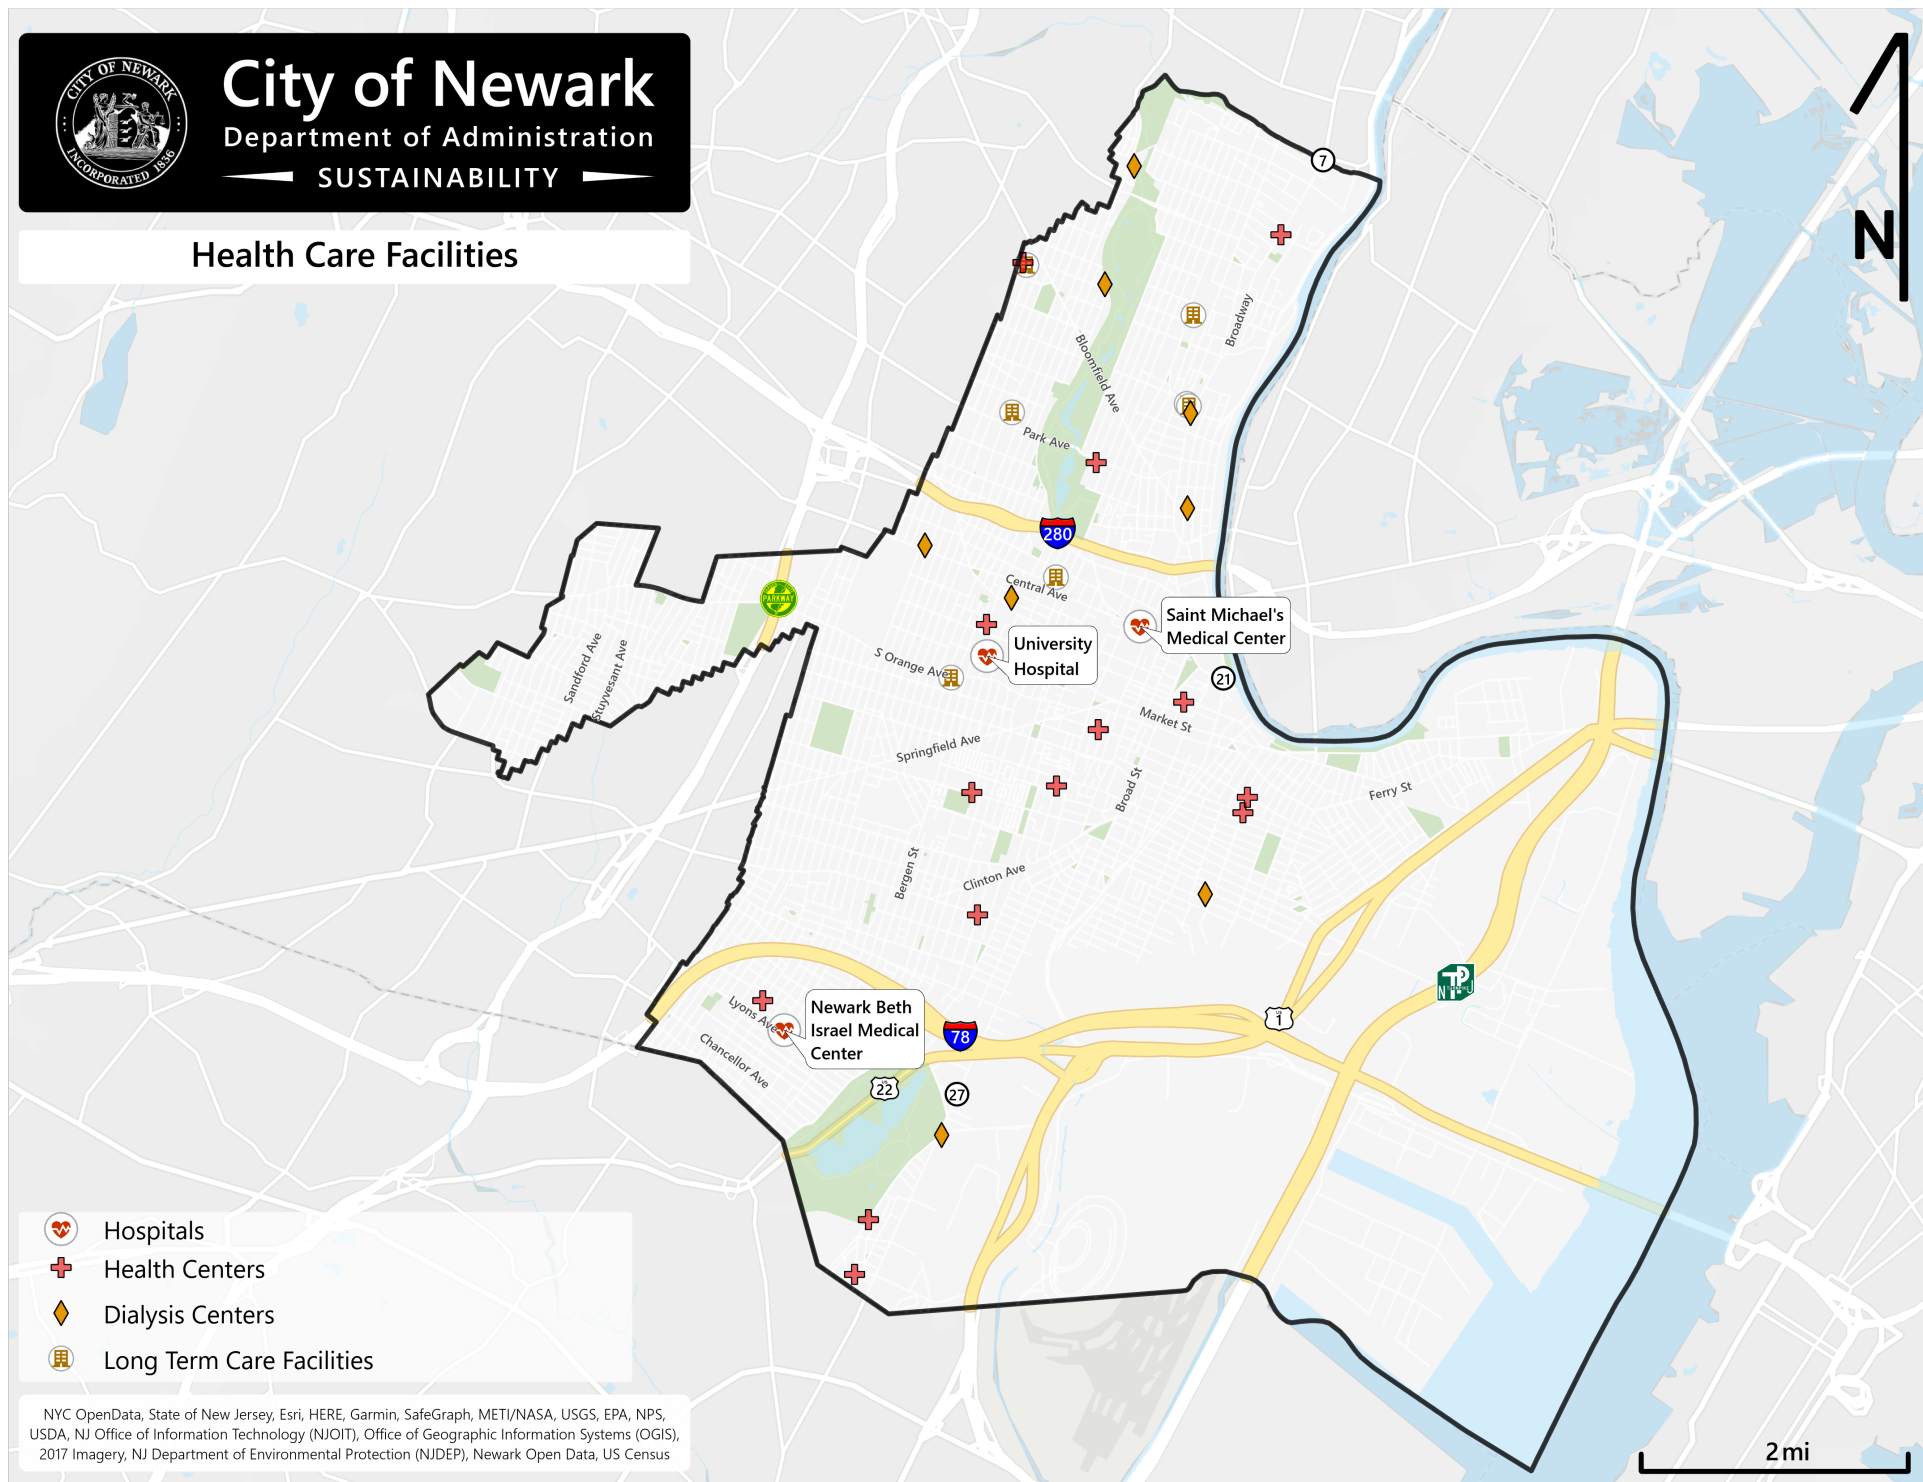 CITY OF NEWARK
INCORPORATED 1836
City of Newark
Department of Administration
SUSTAINABILITY
Health Care Facilities
N
7
Broadway
Bloomfield Ave
Park Ave
280
Central Ave
PARKWAY
Saint Michael's
Medical Center
University
Hospital
S Orange Ave
21
Sandford Ave
Stuyvesant Ave
Market St
Springfield Ave
Broad St
Ferry St
Bergen St
Clinton Ave
Lyons Ave
Newark Beth
Israel Medical
Center
Chancellor Ave
78
US
1
US
22
27
Hospitals
Health Centers
Dialysis Centers
Long Term Care Facilities
NYC OpenData, State of New Jersey, Esri, HERE, Garmin, SafeGraph, METI/NASA, USGS, EPA, NPS,
USDA, NJ Office of Information Technology (NJOIT), Office of Geographic Information Systems (OGIS),
2017 Imagery, NJ Department of Environmental Protection (NJDEP), Newark Open Data, US Census
2 mi